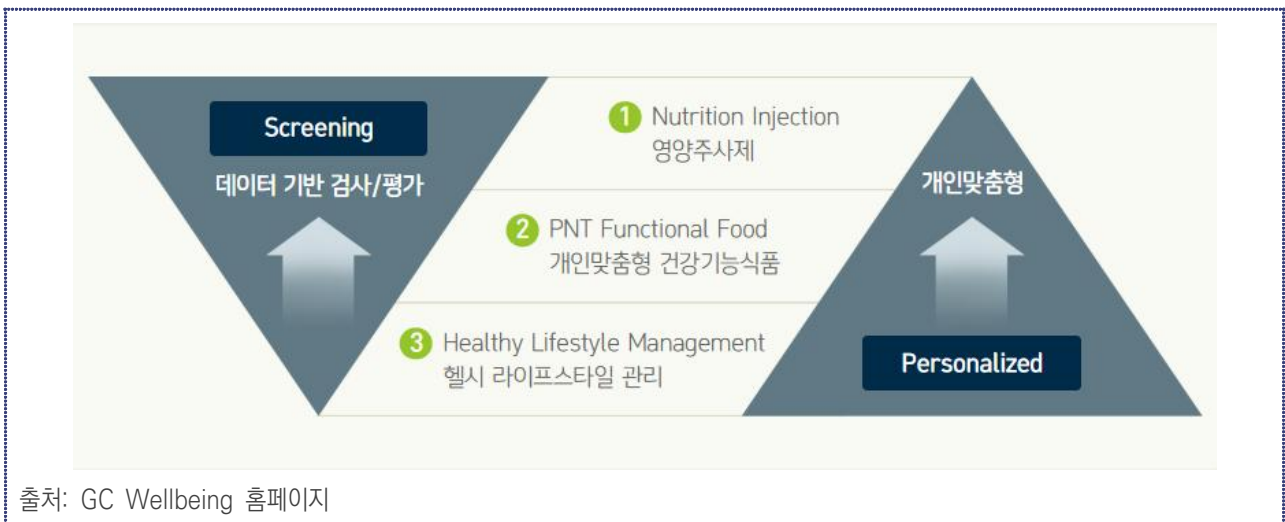 Screening
데이터 기반 검사/평가
1 Nutrition Injection
영양주사제
2 PNT Functional Food
개인맞춤형 건강기능식품
3 Healthy Lifestyle Management
헬시 라이프스타일 관리
개인맞춤형
Personalized
출처: GC Wellbeing 홈페이지